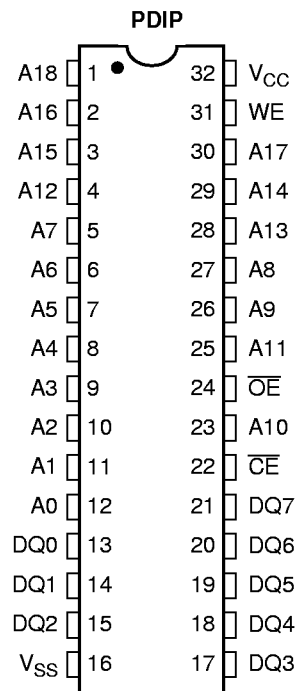 PDIP
A18 1 32 VCC
A16 2 31 WE
A15 3 30 A17
A12 4 29 A14
A7 5 28 A13
A6 6 27 A8
A5 7 26 A9
A4 8 25 A11
A3 9 24 O̅E̅
A2 10 23 A10
A1 11 22 C̅E̅
A0 12 21 DQ7
DQ0 13 20 DQ6
DQ1 14 19 DQ5
DQ2 15 18 DQ4
VSS 16 17 DQ3